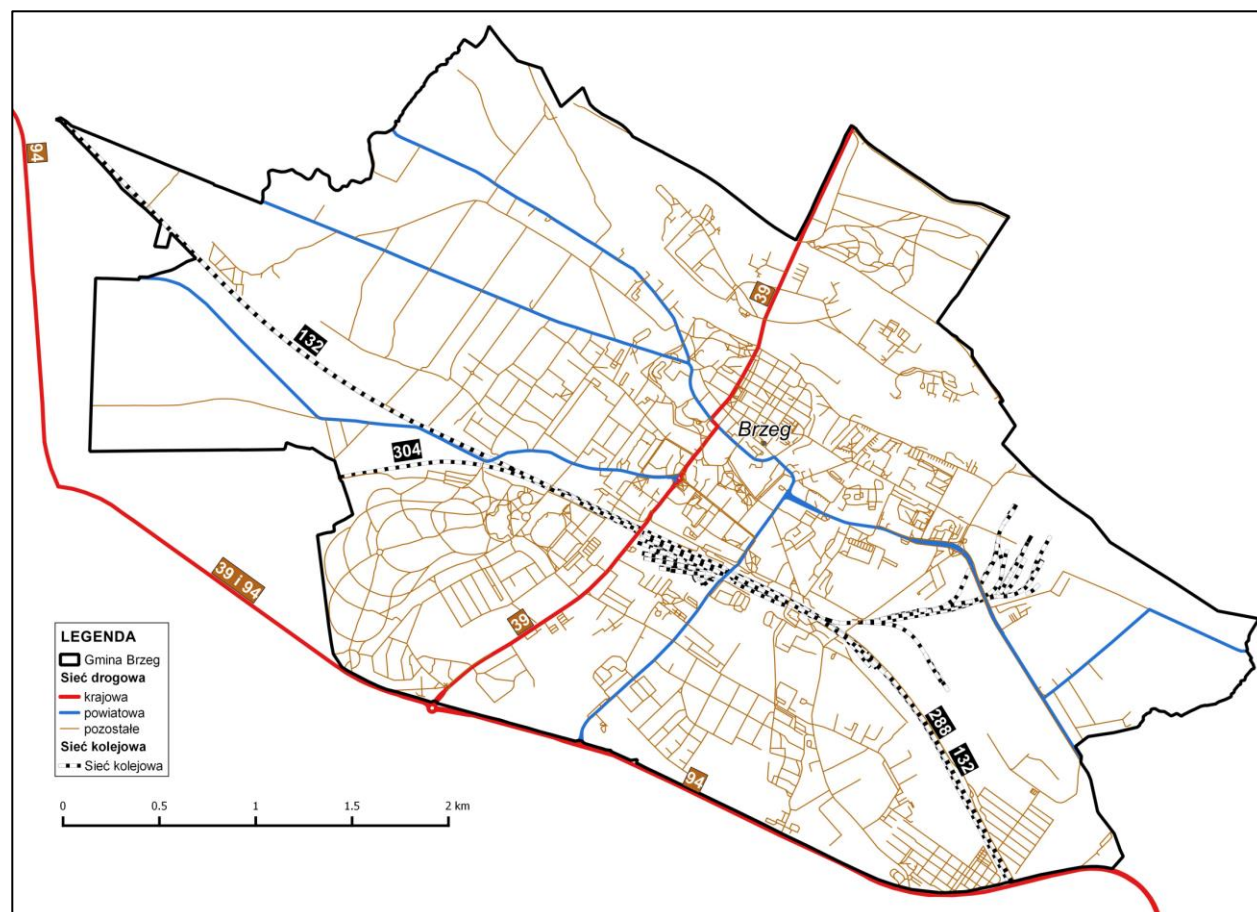 94
39
132
Brzeg
304
39 i 94
39
288
132
94
LEGENDA
Gmina Brzeg
Sieć drogowa
krajowa
powiatowa
pozostałe
Sieć kolejowa
Sieć kolejowa
0 0.5 1 1.5 2 km